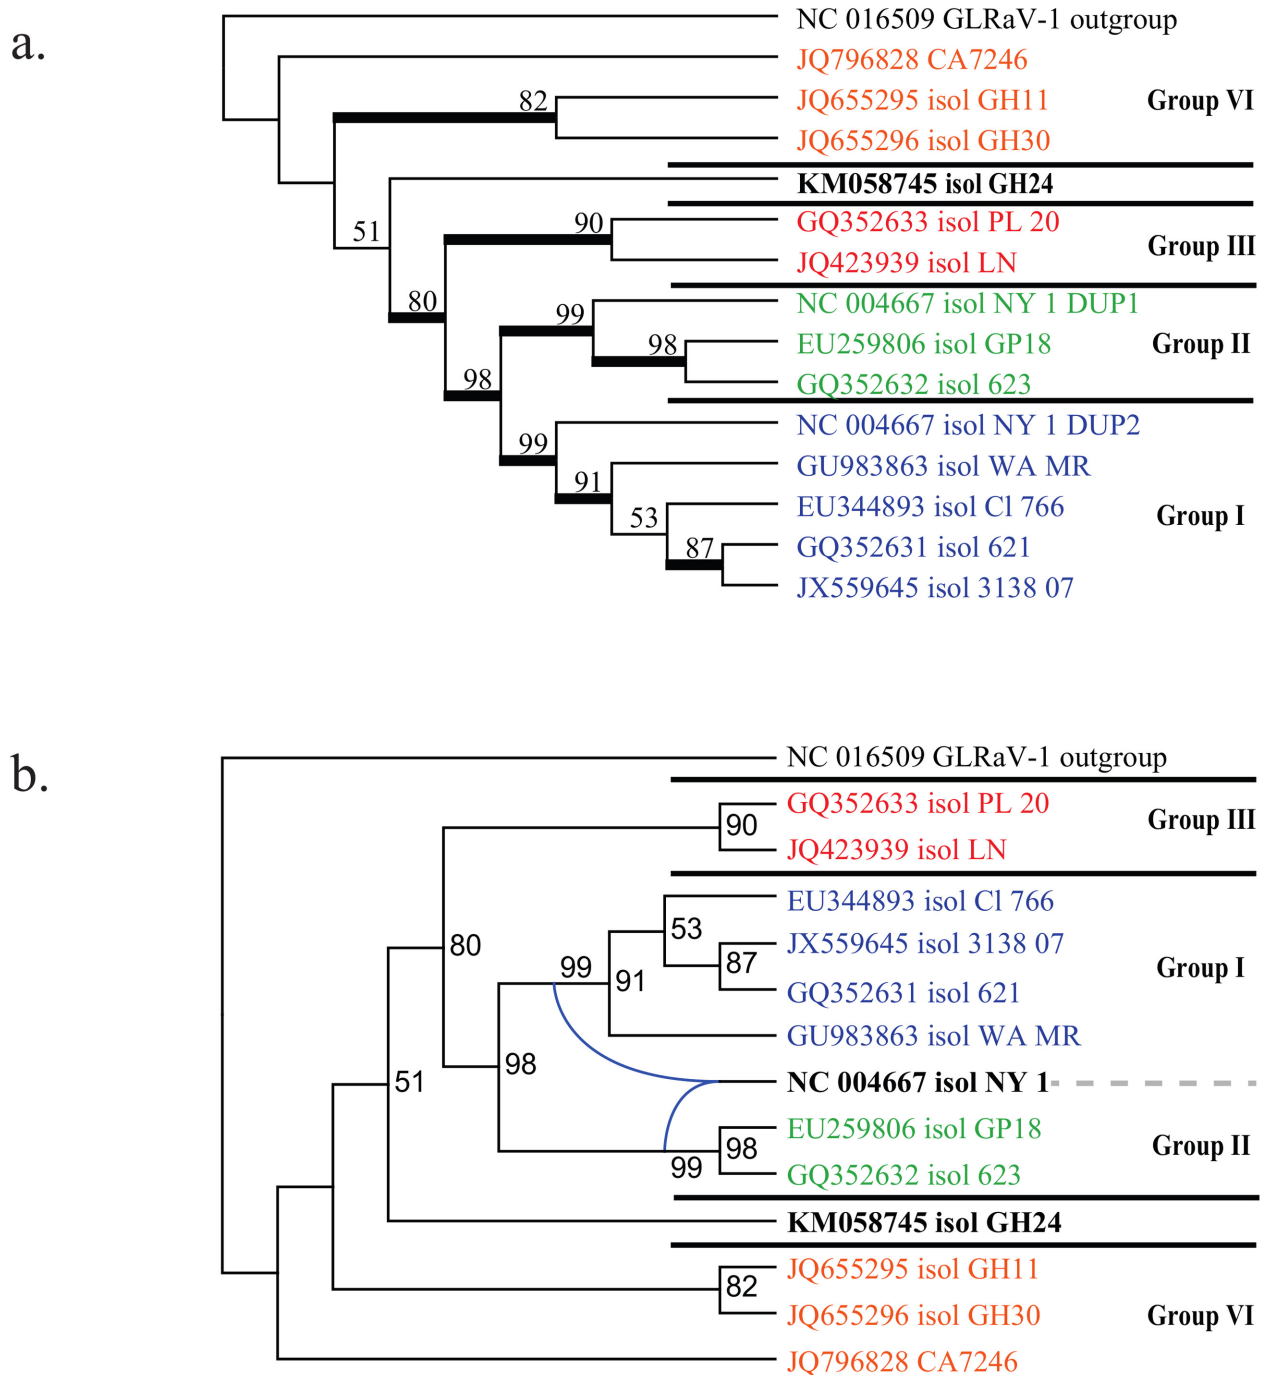 a.
NC 016509 GLRaV-1 outgroup
JQ796828 CA7246
82
JQ655295 isol GH11
Group VI
JQ655296 isol GH30
KM058745 isol GH24
51
90
GQ352633 isol PL 20
Group III
JQ423939 isol LN
80
99
NC 004667 isol NY 1 DUP1
98
EU259806 isol GP18
Group II
98
GQ352632 isol 623
99
NC 004667 isol NY 1 DUP2
91
GU983863 isol WA MR
53
EU344893 isol Cl 766
Group I
87
GQ352631 isol 621
JX559645 isol 3138 07
b.
NC 016509 GLRaV-1 outgroup
GQ352633 isol PL 20
90
Group III
JQ423939 isol LN
EU344893 isol Cl 766
53
80
JX559645 isol 3138 07
99
91
87
Group I
GQ352631 isol 621
GU983863 isol WA MR
98
51
NC 004667 isol NY 1
EU259806 isol GP18
98
Group II
99
GQ352632 isol 623
KM058745 isol GH24
JQ655295 isol GH11
82
JQ655296 isol GH30
Group VI
JQ796828 CA7246